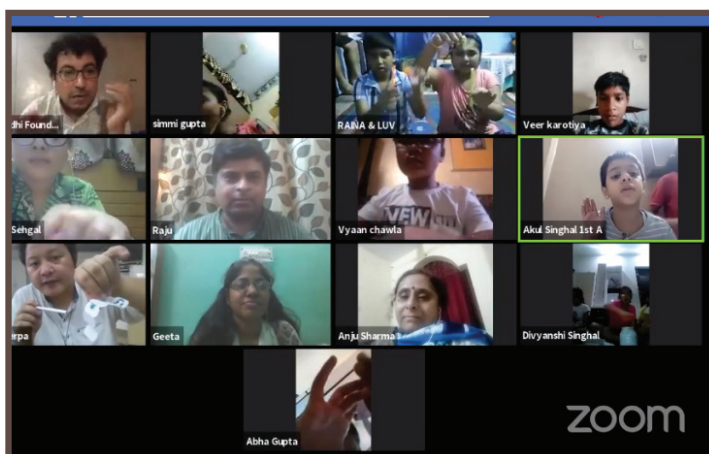 dhi Found...
simmi gupta
RAINA & LUV
Veer karotiya
Sehgal
Raju
Vyaan chawla
Akul Singhal 1st A
erpa
Geeta
Anju Sharma
Divyanshi Singhal
Abha Gupta
zoom